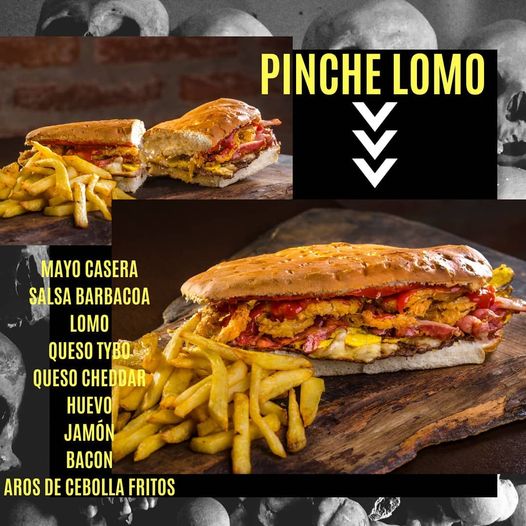 PINCHE LOMO
MAYO CASERA
SALSA BARBACOA
LOMO
QUESO TYBO
QUESO CHEDDAR
HUEVO
JAMÓN
BACON
AROS DE CEBOLLA FRITOS